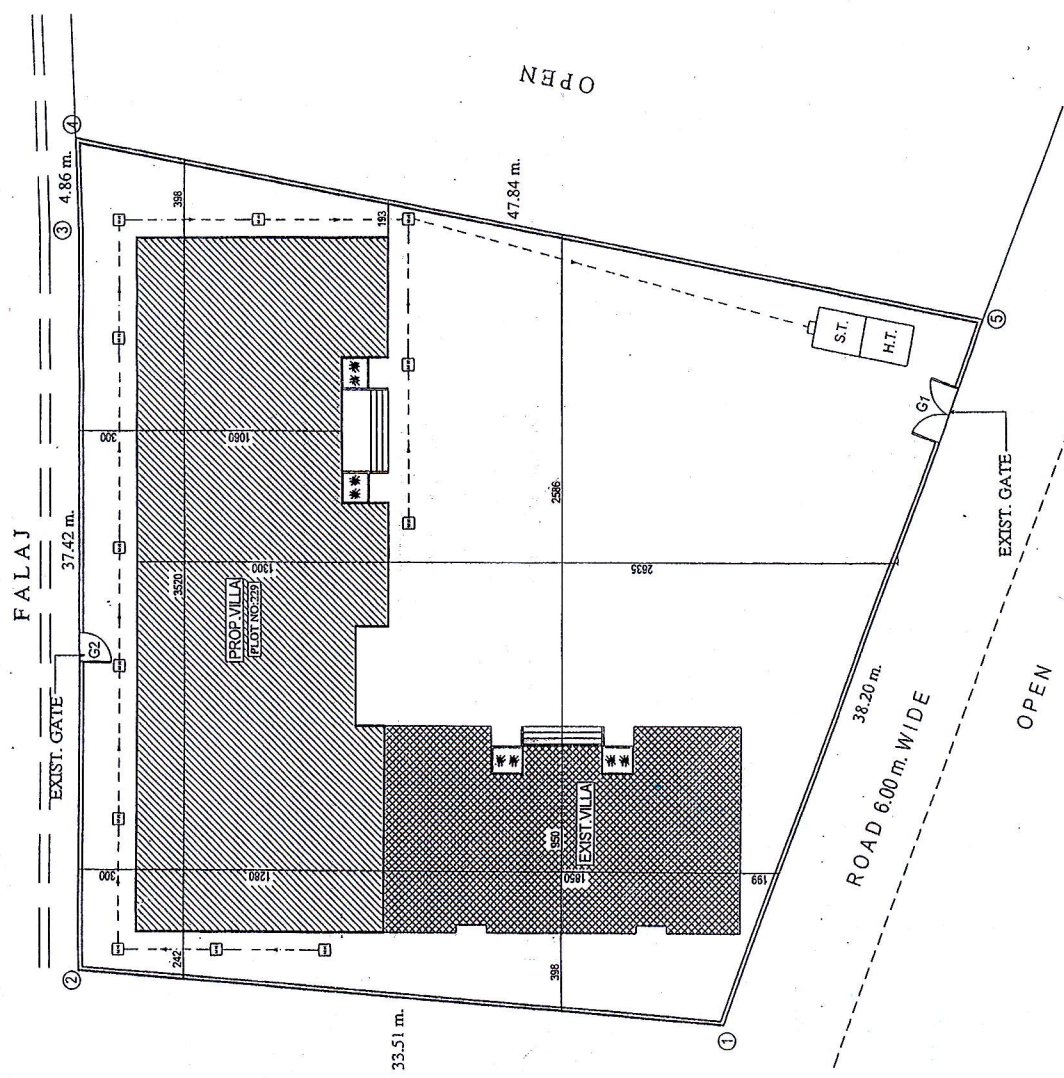 FALAJ
EXIST. GATE
37.42 m.
4.86 m.
2
3
4
G2
300
300
398
193
242
3520
1060
1300
1280
PROP. VILLA
PLOT NO:229
OPEN
47.84 m.
33.51 m.
2586
2635
950
1850
EXIST. VILLA
398
199
S.T.
H.T.
G1
5
1
EXIST. GATE
38.20 m.
ROAD 6.00 m. WIDE
OPEN